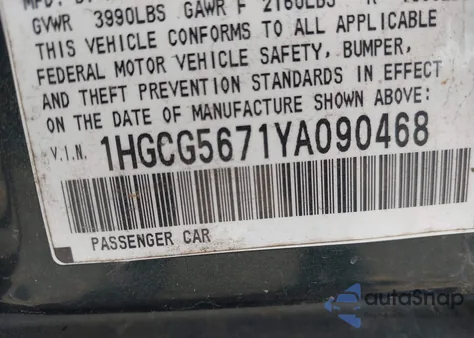 GVWR 3990LBS GAWR F 2160LBS
THIS VEHICLE CONFORMS TO ALL APPLICABLE
FEDERAL MOTOR VEHICLE SAFETY, BUMPER,
AND THEFT PREVENTION STANDARDS IN EFFECT
ON THE DATE OF MANUFACTURE SHOWN ABOVE:
V.I.N. 1HGCG5671YA090468
PASSENGER CAR
autoSnap